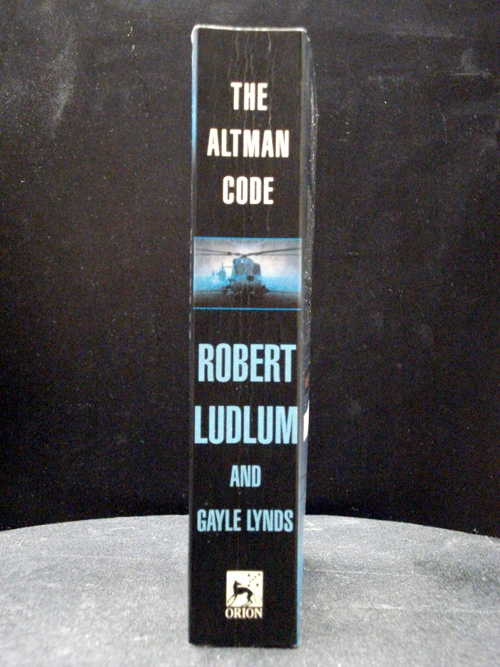 THE
ALTMAN
CODE
ROBERT
LUDLUM
AND
GAYLE LYNDS
ORION